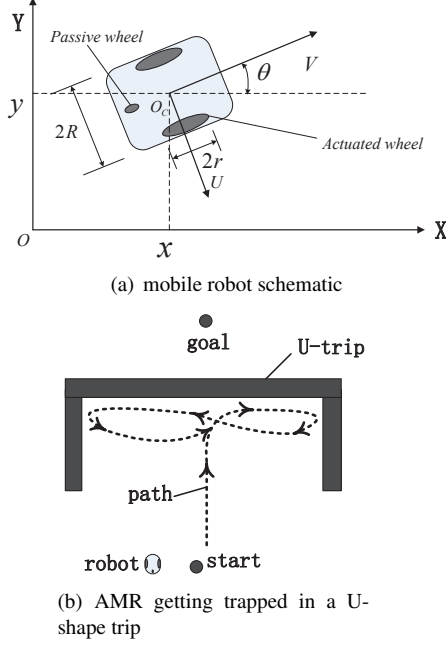 Y
Passive wheel
V
θ
y
O_C
2R
Actuated wheel
2r
U
O
x
X
(a) mobile robot schematic
goal
U-trip
path
robot
start
(b) AMR getting trapped in a U-
shape trip